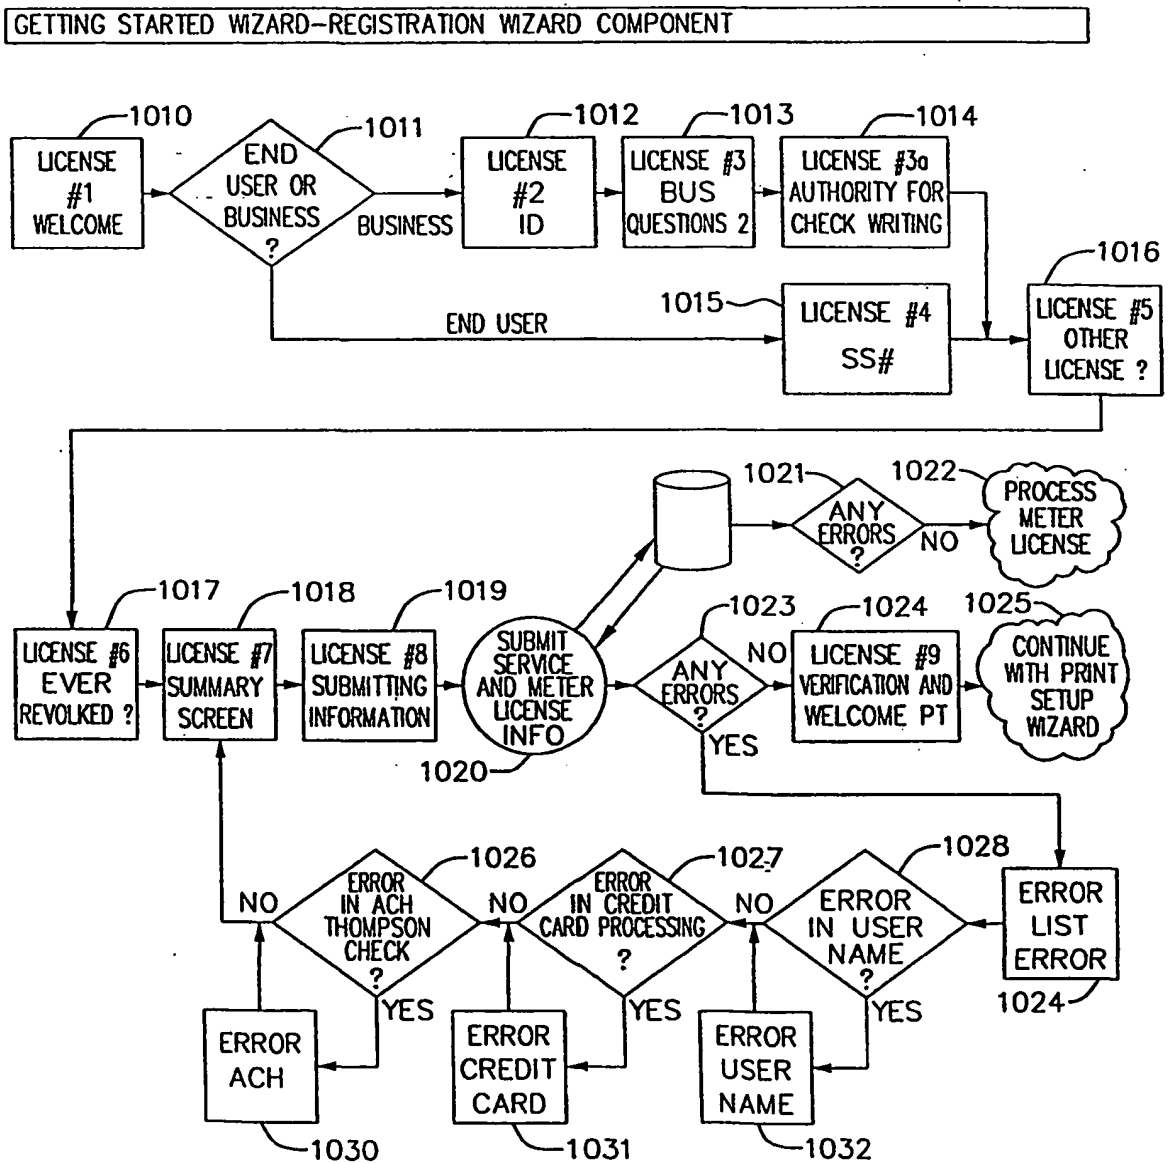 GETTING STARTED WIZARD-REGISTRATION WIZARD COMPONENT
1010
LICENSE
#1
WELCOME
1011
END
USER OR
BUSINESS
?
BUSINESS
1012
LICENSE
#2
ID
1013
LICENSE #3
BUS
QUESTIONS 2
1014
LICENSE #3a
AUTHORITY FOR
CHECK WRITING
END USER
1015
LICENSE #4
SS#
1016
LICENSE #5
OTHER
LICENSE ?
1021
ANY
ERRORS
?
NO
1022
PROCESS
METER
LICENSE
1017
LICENSE #6
EVER
REVOLKED ?
1018
LICENSE #7
SUMMARY
SCREEN
1019
LICENSE #8
SUBMITTING
INFORMATION
SUBMIT
SERVICE
AND METER
LICENSE
INFO
1020
1023
ANY
ERRORS
?
NO
YES
1024
LICENSE #9
VERIFICATION AND
WELCOME PT
1025
CONTINUE
WITH PRINT
SETUP
WIZARD
1026
ERROR
IN ACH
THOMPSON
CHECK
?
NO
YES
1027
ERROR
IN CREDIT
CARD PROCESSING
?
NO
YES
1028
ERROR
IN USER
NAME
?
NO
YES
ERROR
LIST
ERROR
1024
ERROR
ACH
1030
ERROR
CREDIT
CARD
1031
ERROR
USER
NAME
1032